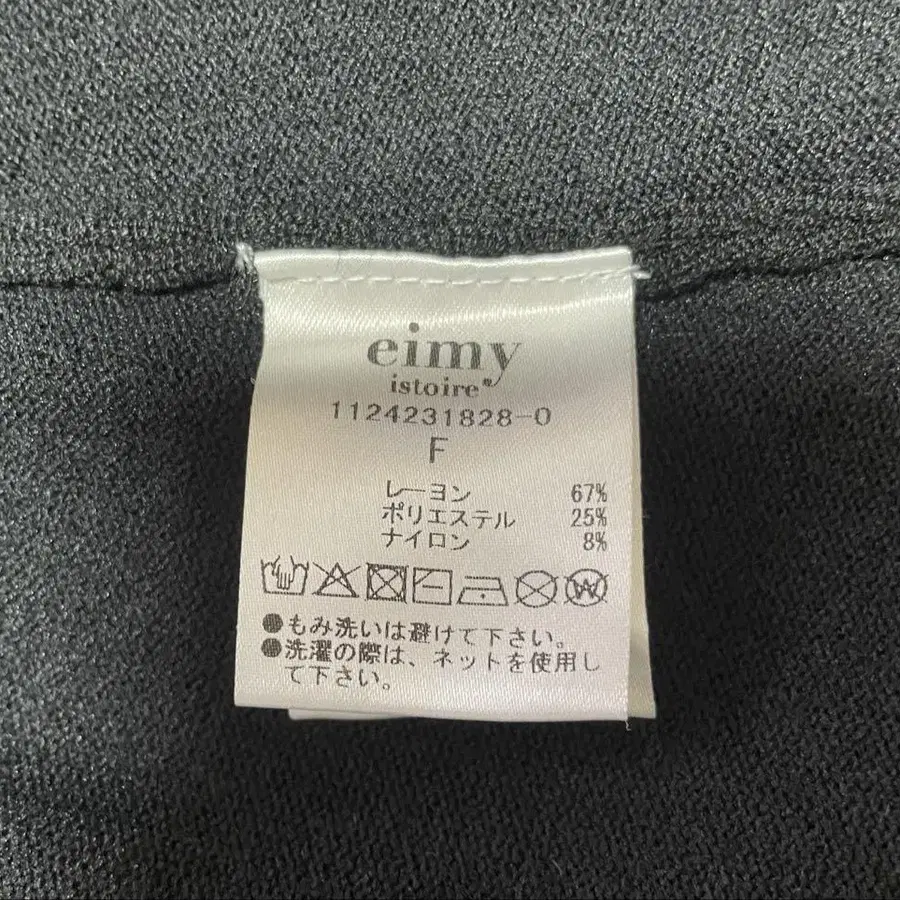 eimy
istoire
1124231828-0
F
レーヨン 67%
ポリエステル 25%
ナイロン 8%
W
●もみ洗いは避けて下さい。
●洗濯の際は、ネットを使用し
て下さい。